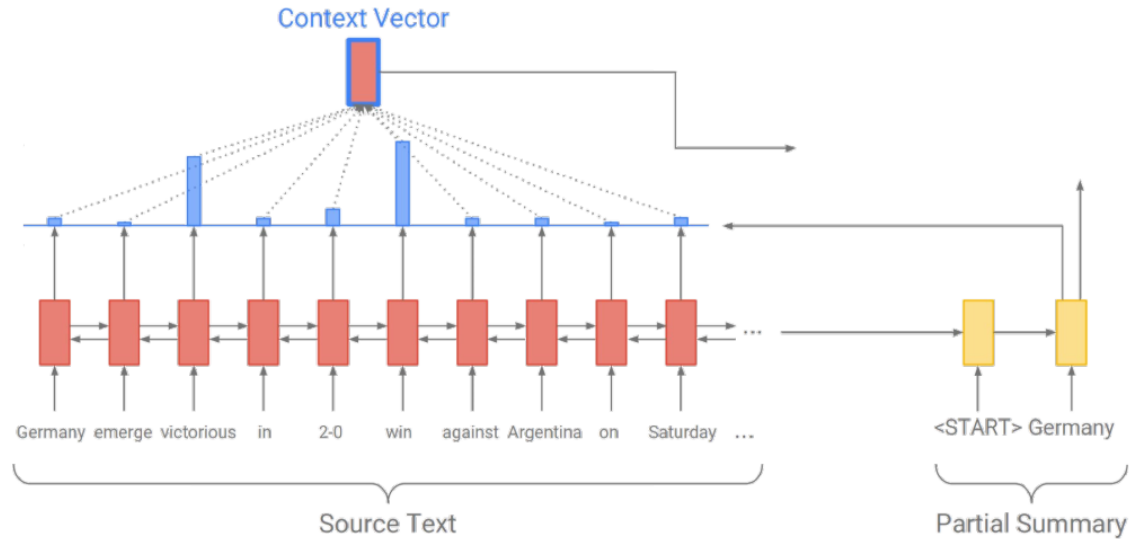 Context Vector
Germany emerge victorious in 2-0 win against Argentina on Saturday ...
<START> Germany
Source Text
Partial Summary